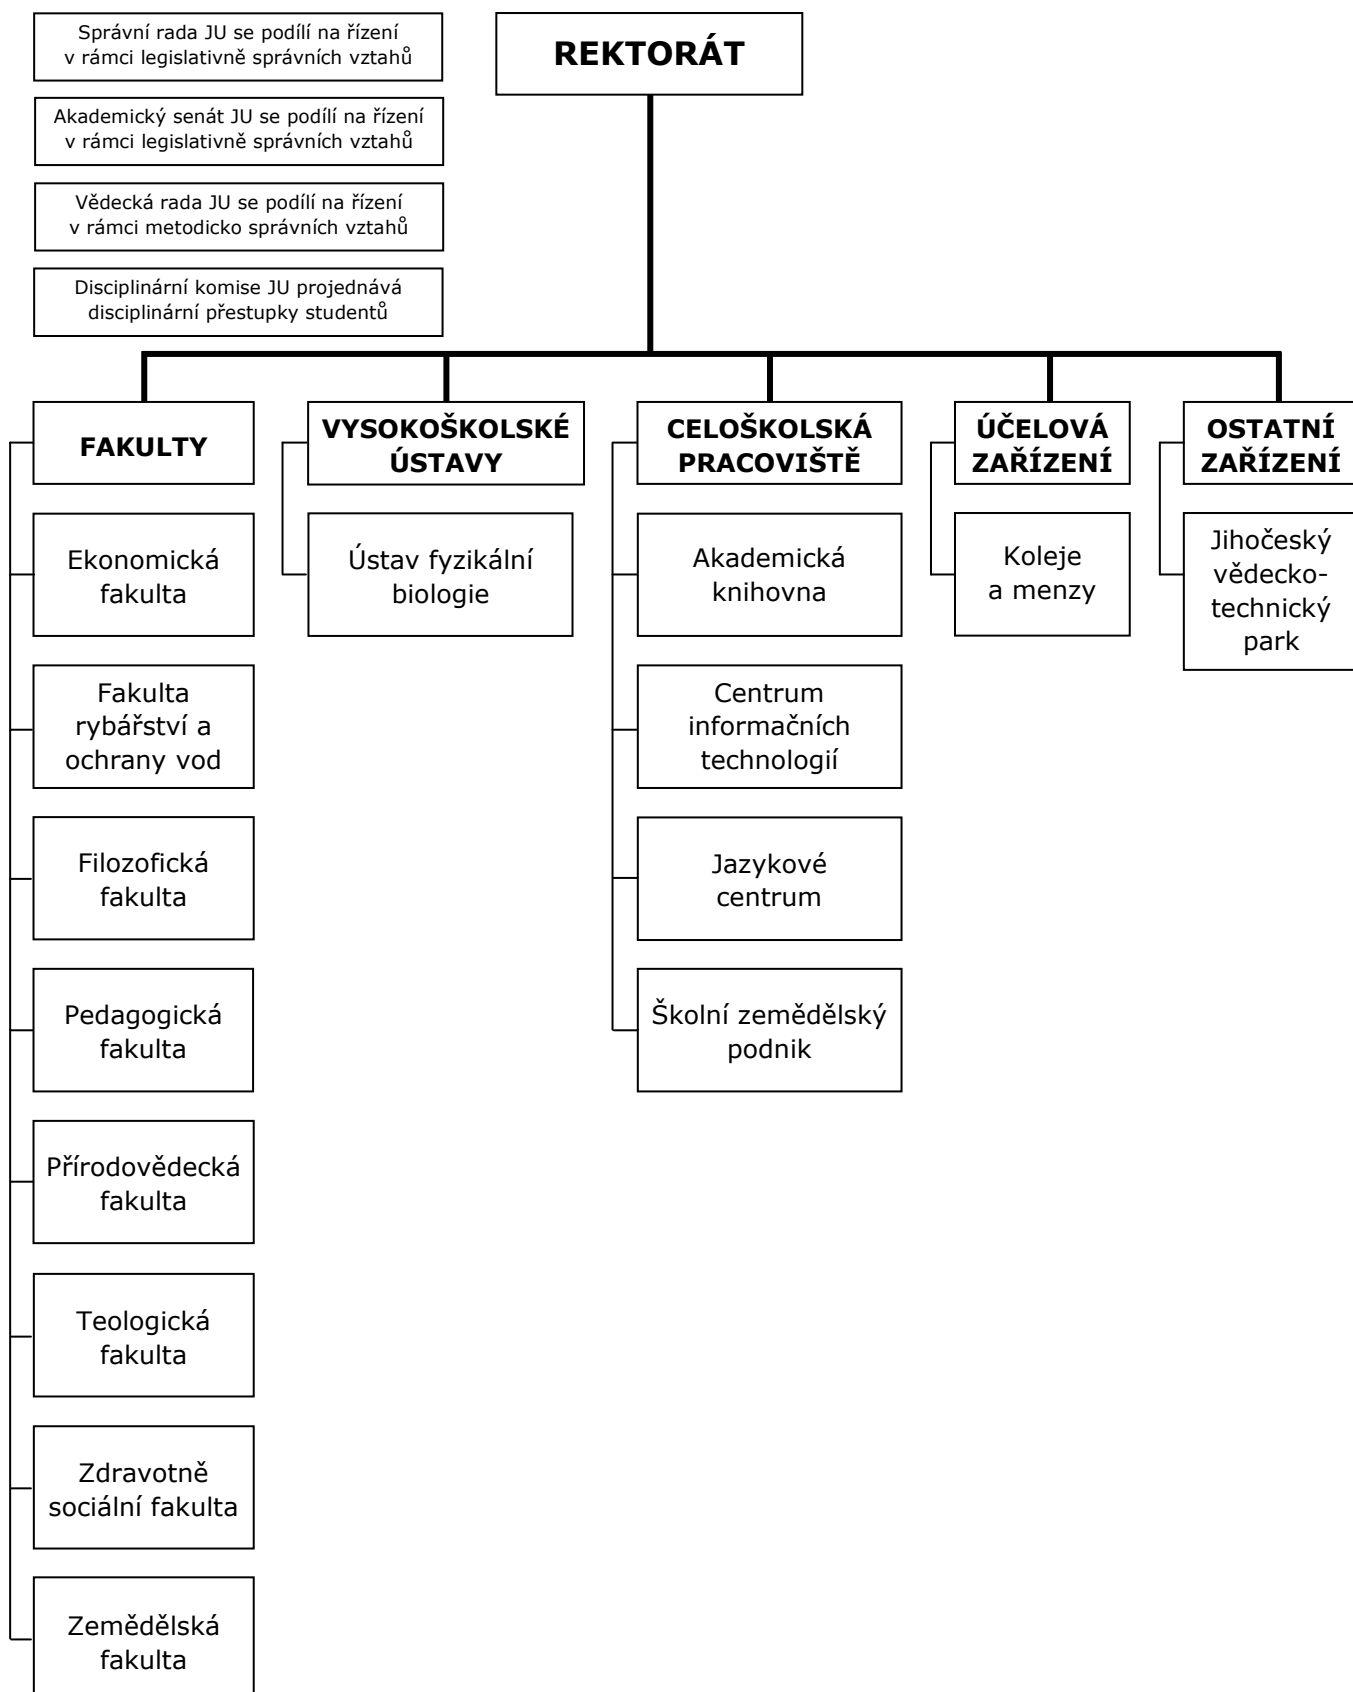 Správní rada JU se podílí na řízení
v rámci legislativně správních vztahů
REKTORÁT
Akademický senát JU se podílí na řízení
v rámci legislativně správních vztahů
Vědecká rada JU se podílí na řízení
v rámci metodicko správních vztahů
Disciplinární komise JU projednává
disciplinární přestupky studentů
FAKULTY
Ekonomická
fakulta
Fakulta
rybářství a
ochrany vod
Filozofická
fakulta
Pedagogická
fakulta
Přírodovědecká
fakulta
Teologická
fakulta
Zdravotně
sociální fakulta
Zemědělská
fakulta
VYSOKOŠKOLSKÉ
ÚSTAVY
Ústav fyzikální
biologie
CELOŠKOLSKÁ
PRACOVIŠTĚ
Akademická
knihovna
Centrum
informačních
technologií
Jazykové
centrum
Školní zemědělský
podnik
ÚČELOVÁ
ZAŘÍZENÍ
Koleje
a menzy
OSTATNÍ
ZAŘÍZENÍ
Jihočeský
vědecko-
technický
park